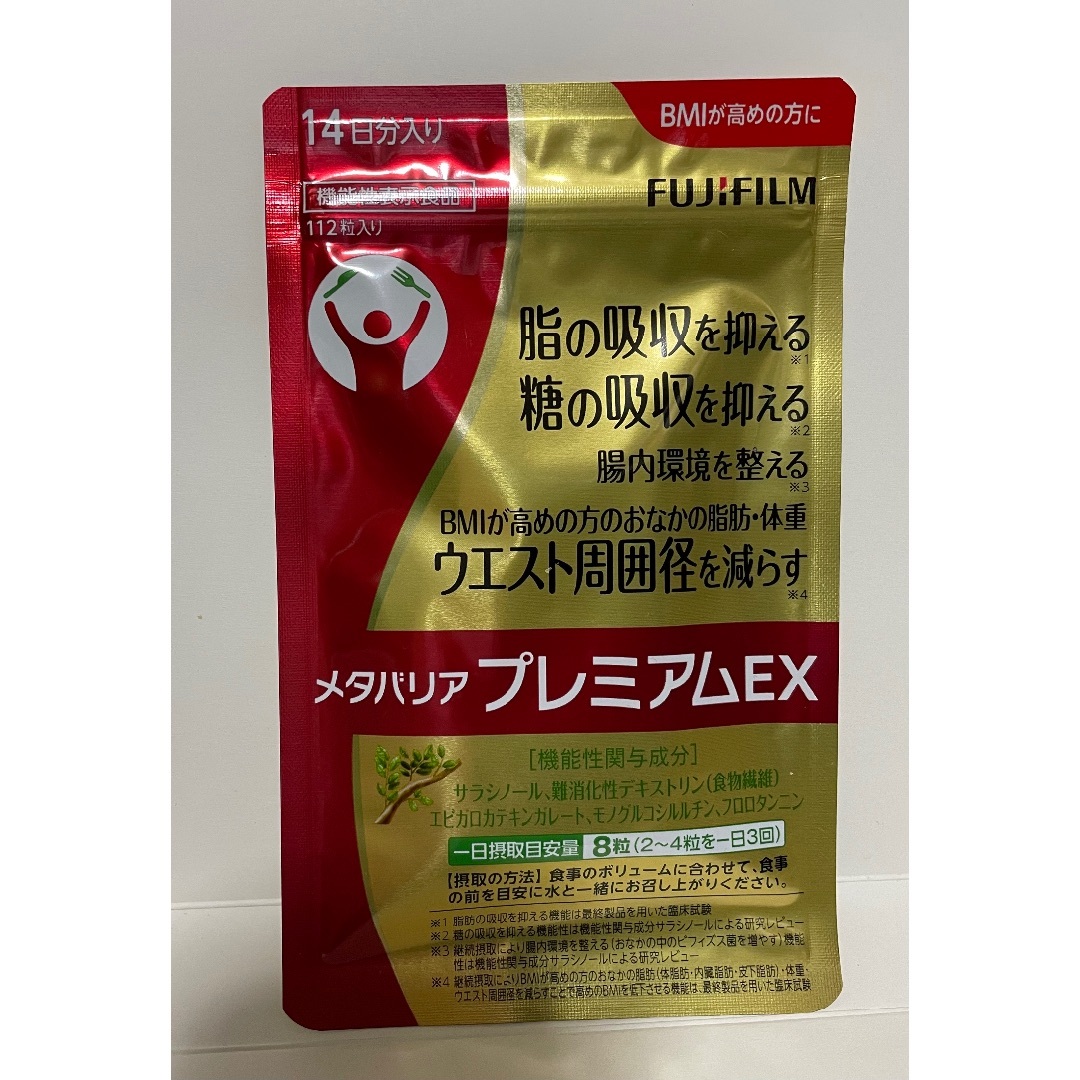 14日分入り
BMIが高めの方に
機能性表示食品
FUJIFILM
112粒入り
脂の吸収を抑える※1
糖の吸収を抑える※2
腸内環境を整える※3
BMIが高めの方のおなかの脂肪・体重
ウエスト周囲径を減らす※4
メタバリア プレミアムEX
[機能性関与成分]
サラシノール、難消化性デキストリン(食物繊維)
エピガロカテキンガレート、モノグルコシルルチン、フロロタンニン
一日摂取目安量 8粒(2〜4粒を一日3回)
【摂取の方法】食事のボリュームに合わせて、食事
の前を目安に水と一緒にお召し上がりください。
※1 脂肪の吸収を抑える機能は最終製品を用いた臨床試験
※2 糖の吸収を抑える機能性は機能性関与成分サラシノールによる研究レビュー
※3 継続摂取により腸内環境を整える(おなかの中のビフィズス菌を増やす)機能
性は機能性関与成分サラシノールによる研究レビュー
※4 継続摂取によりBMIが高めの方のおなかの脂肪(体脂肪・内臓脂肪・皮下脂肪)・体重・
ウエスト周囲径を減らすことで高めのBMIを低下させる機能は、最終製品を用いた臨床試験